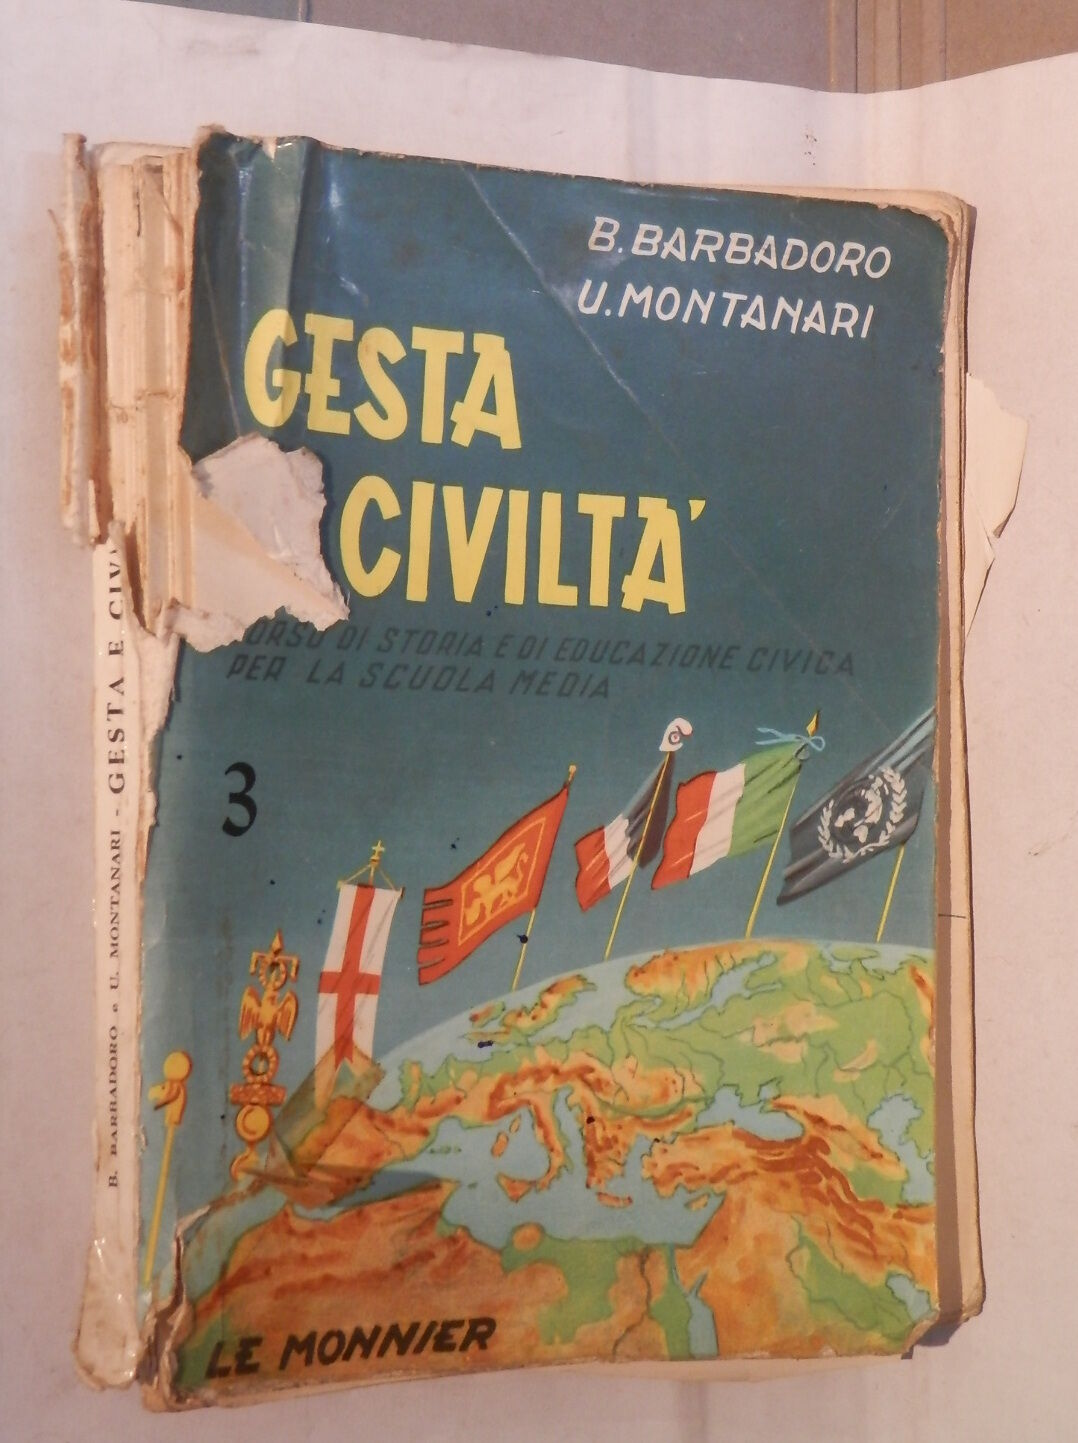 B. BARBADORO
U. MONTANARI
GESTA
CIVILTA'
CORSO DI STORIA E DI EDUCAZIONE CIVICA
PER LA SCUOLA MEDIA
3
LE MONNIER
B. BARBADORO e U. MONTANARI - GESTA E CIV